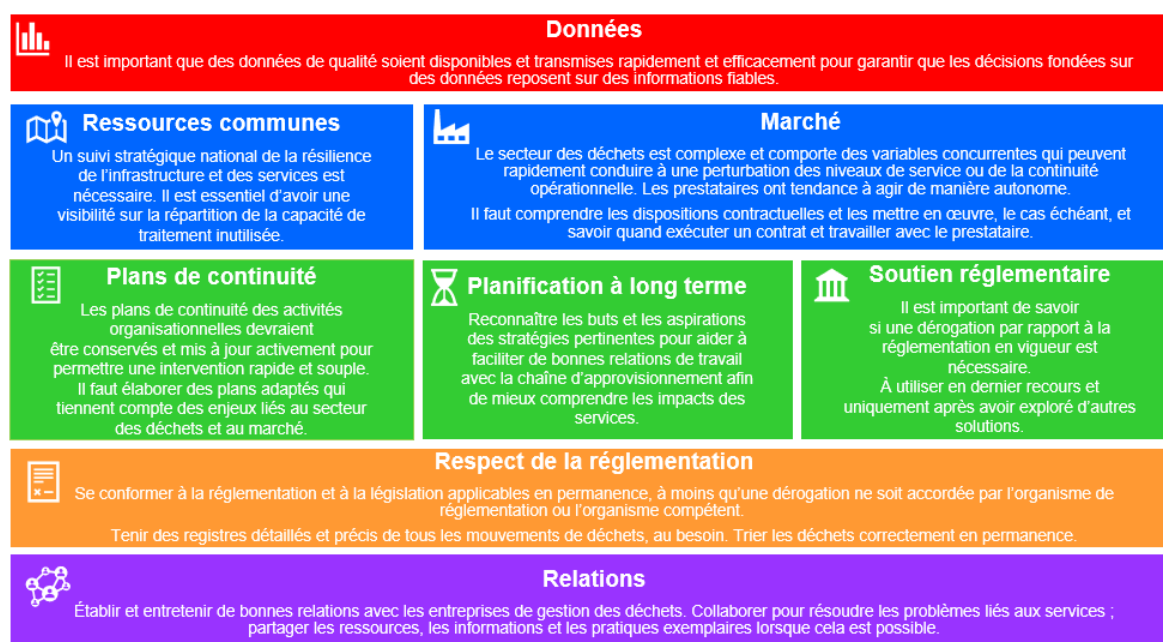 Données
Il est important que des données de qualité soient disponibles et transmises rapidement et efficacement pour garantir que les décisions fondées sur
des données reposent sur des informations fiables.
Ressources communes
Un suivi stratégique national de la résilience
de l’infrastructure et des services est
nécessaire. Il est essentiel d’avoir une
visibilité sur la répartition de la capacité de
traitement inutilisée.
Marché
Le secteur des déchets est complexe et comporte des variables concurrentes qui peuvent
rapidement conduire à une perturbation des niveaux de service ou de la continuité
opérationnelle. Les prestataires ont tendance à agir de manière autonome.
Il faut comprendre les dispositions contractuelles et les mettre en œuvre, le cas échéant, et
savoir quand exécuter un contrat et travailler avec le prestataire.
Plans de continuité
Les plans de continuité des activités
organisationnelles devraient
être conservés et mis à jour activement pour
permettre une intervention rapide et souple.
Il faut élaborer des plans adaptés qui
tiennent compte des enjeux liés au secteur
des déchets et au marché.
Planification à long terme
Reconnaître les buts et les aspirations
des stratégies pertinentes pour aider à
faciliter de bonnes relations de travail
avec la chaîne d’approvisionnement afin
de mieux comprendre les impacts des
services.
Soutien réglementaire
Il est important de savoir
si une dérogation par rapport à la
réglementation en vigueur est
nécessaire.
À utiliser en dernier recours et
uniquement après avoir exploré d’autres
solutions.
Respect de la réglementation
Se conformer à la réglementation et à la législation applicables en permanence, à moins qu’une dérogation ne soit accordée par l’organisme de
réglementation ou l’organisme compétent.
Tenir des registres détaillés et précis de tous les mouvements de déchets, au besoin. Trier les déchets correctement en permanence.
Relations
Établir et entretenir de bonnes relations avec les entreprises de gestion des déchets. Collaborer pour résoudre les problèmes liés aux services ;
partager les ressources, les informations et les pratiques exemplaires lorsque cela est possible.